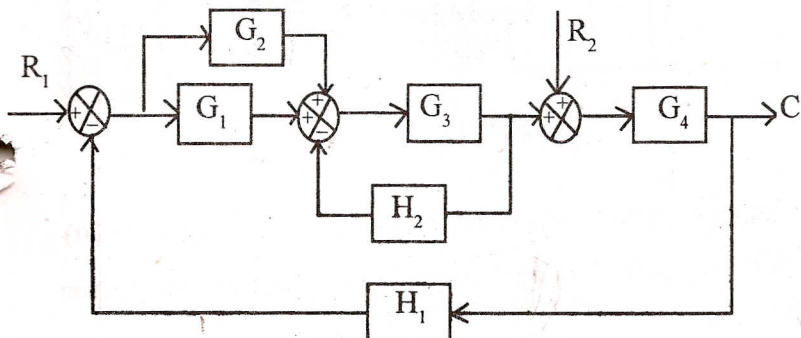 G₂
R₁
R₂
+
−
G₁
+
+
−
G₃
+
+
G₄
C
H₂
H₁